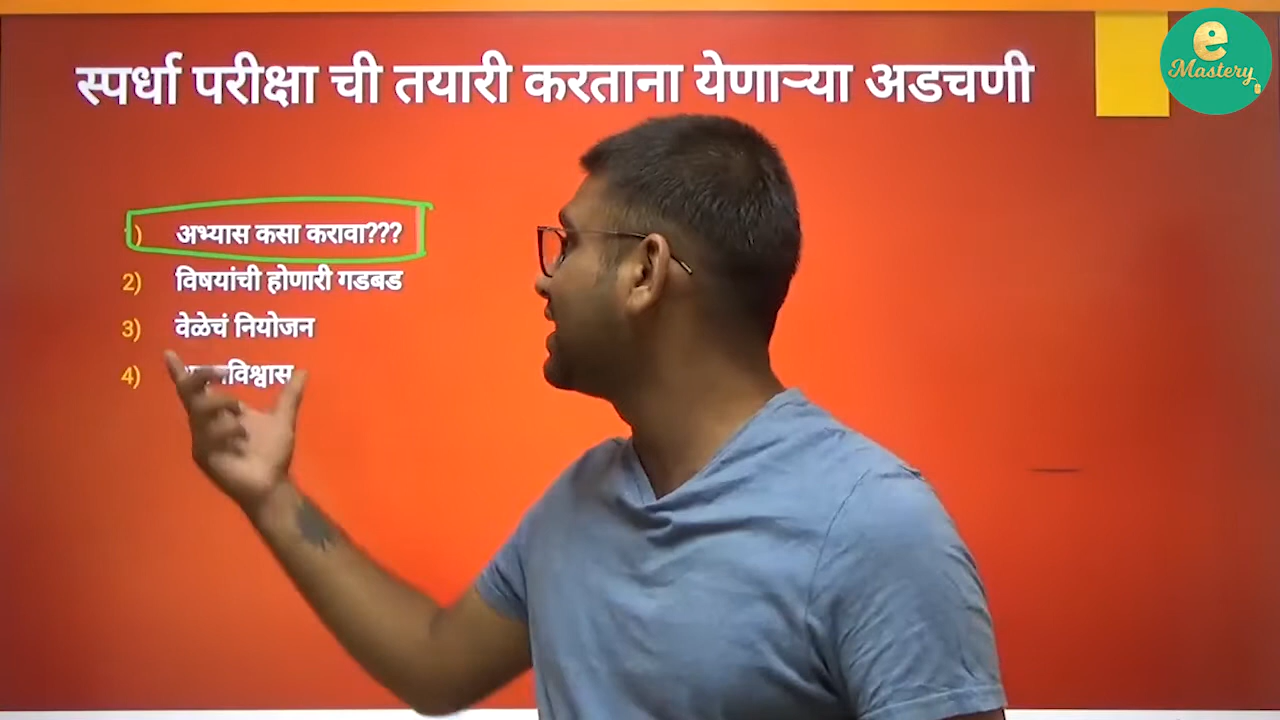 e
Mastery
स्पर्धा परीक्षा ची तयारी करताना येणाऱ्या अडचणी
अभ्यास कसा करावा???
2) विषयांची होणारी गडबड
3) वेळेचं नियोजन
4)